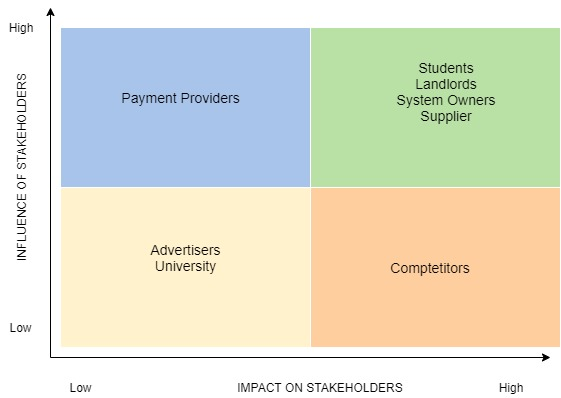 High
INFLUENCE OF STAKEHOLDERS
Payment Providers
Students
Landlords
System Owners
Supplier
Advertisers
University
Comptetitors
Low
Low
IMPACT ON STAKEHOLDERS
High